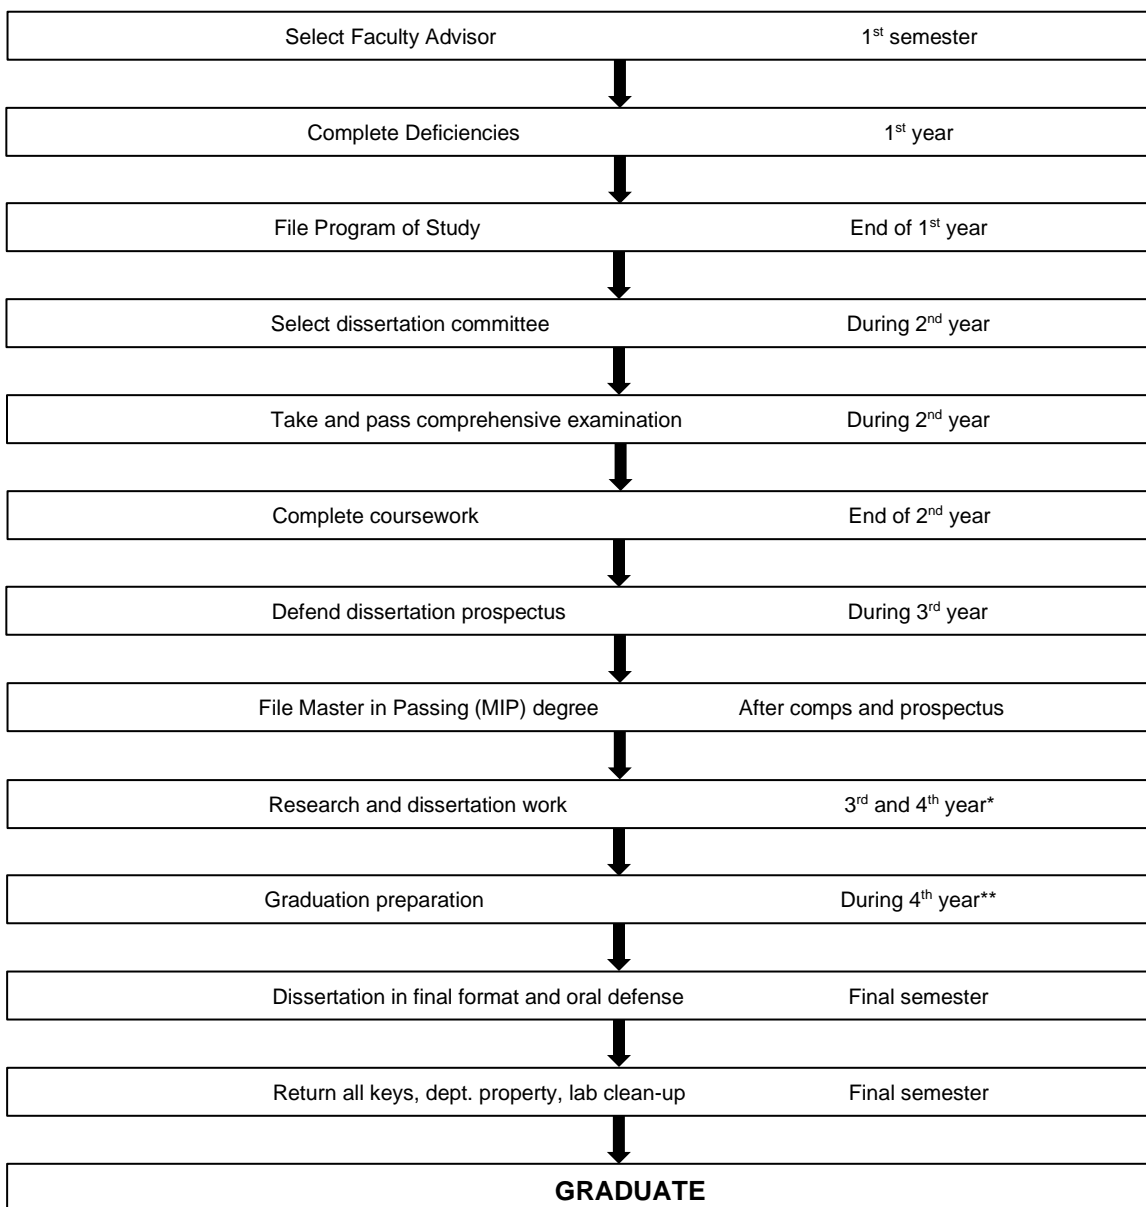 Select Faculty Advisor 1st semester
Complete Deficiencies 1st year
File Program of Study End of 1st year
Select dissertation committee During 2nd year
Take and pass comprehensive examination During 2nd year
Complete coursework End of 2nd year
Defend dissertation prospectus During 3rd year
File Master in Passing (MIP) degree After comps and prospectus
Research and dissertation work 3rd and 4th year*
Graduation preparation During 4th year**
Dissertation in final format and oral defense Final semester
Return all keys, dept. property, lab clean-up Final semester
GRADUATE